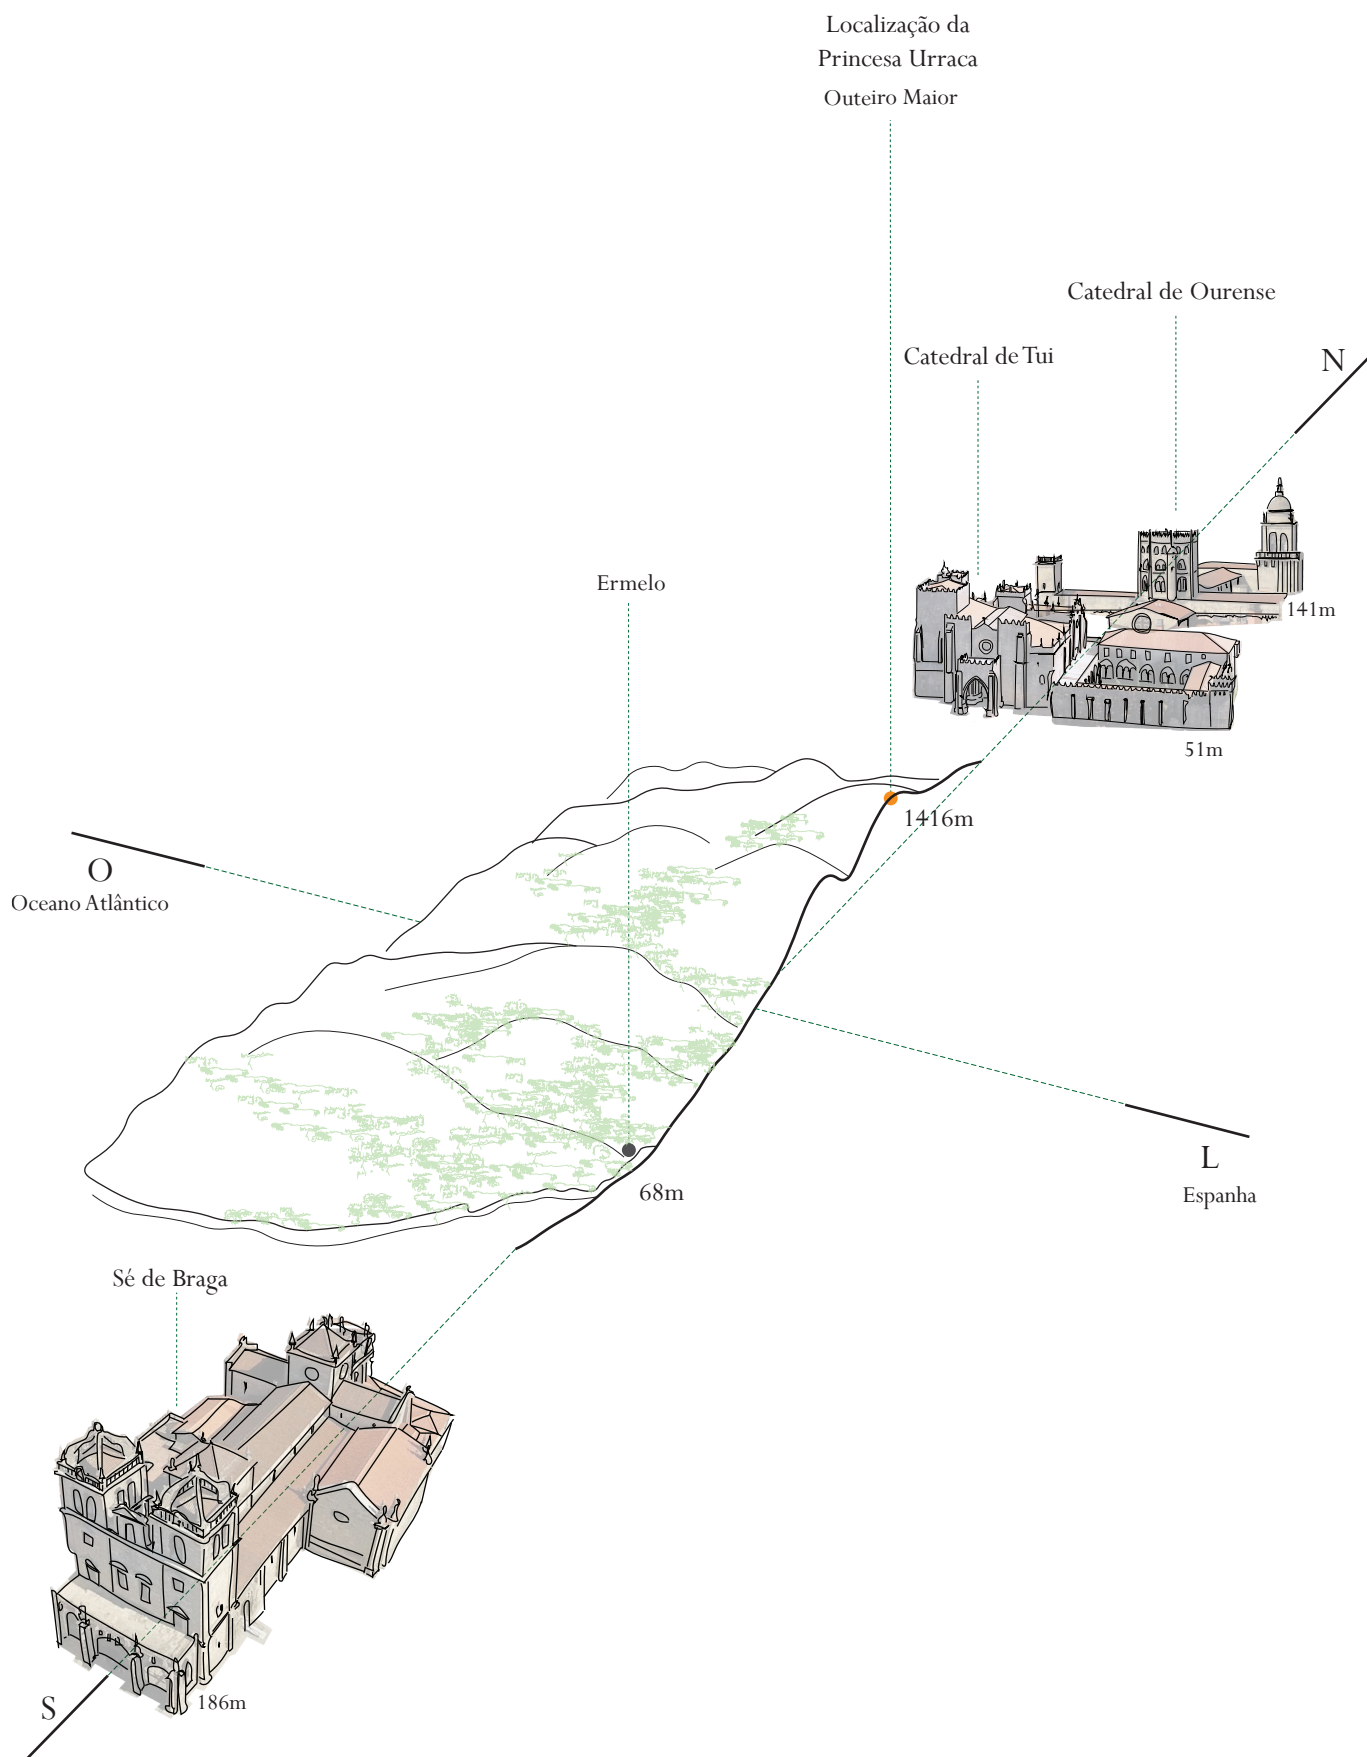 Localização da
Princesa Urraca
Outeiro Maior
Catedral de Ourense
Catedral de Tui
N
Ermelo
141m
51m
1416m
O
Oceano Atlântico
L
Espanha
68m
Sé de Braga
S
186m